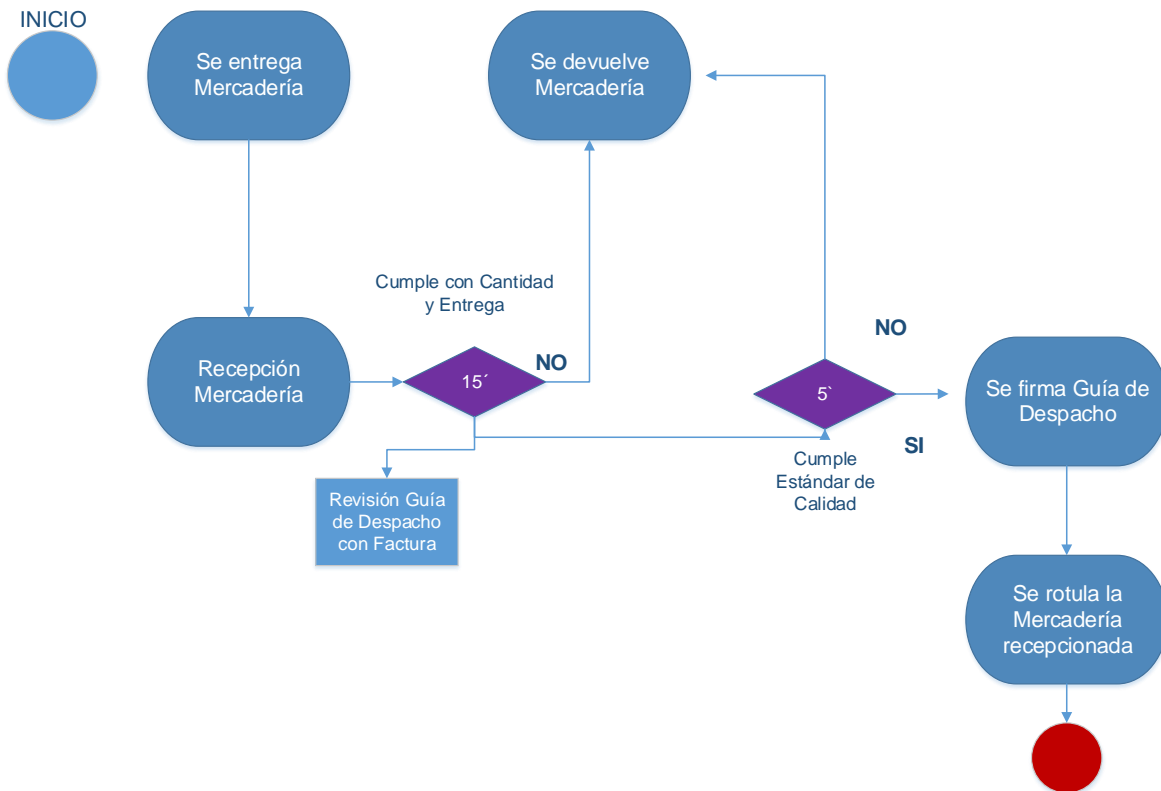 INICIO
Se entrega
Mercadería
Se devuelve
Mercadería
Cumple con Cantidad
y Entrega
Recepción
Mercadería
15´
NO
Revisión Guía
de Despacho
con Factura
5`
NO
SI
Cumple
Estándar de
Calidad
Se firma Guía de
Despacho
Se rotula la
Mercadería
recepcionada